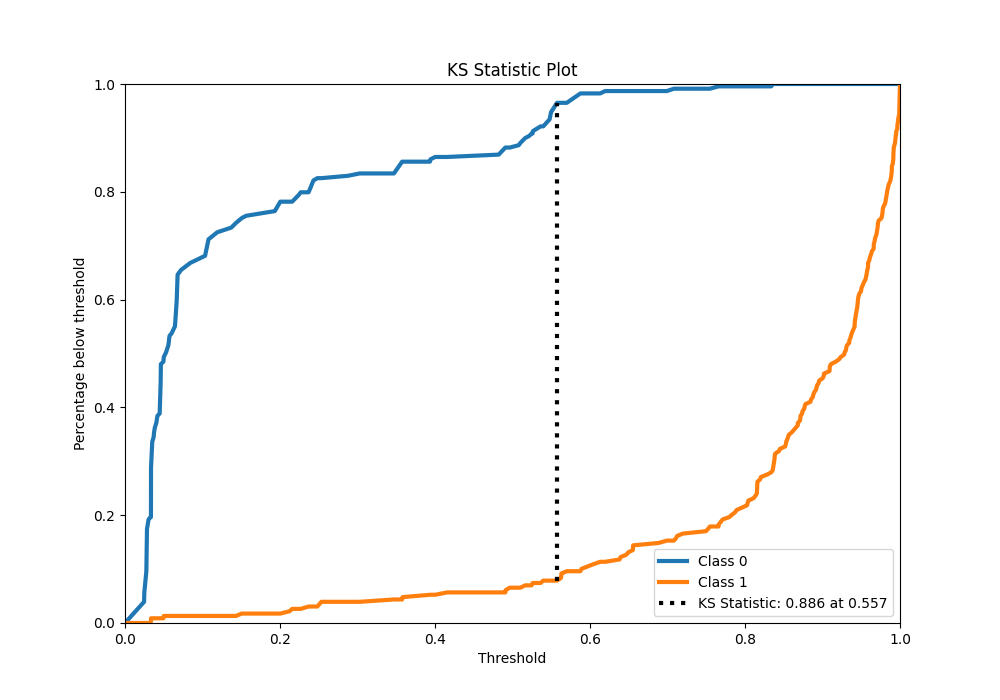 KS Statistic Plot
1.0
0.8
0.6
0.4
0.2
0.0
Percentage below threshold
0.0 0.2 0.4 0.6 0.8 1.0
Threshold
Class 0
Class 1
KS Statistic: 0.886 at 0.557